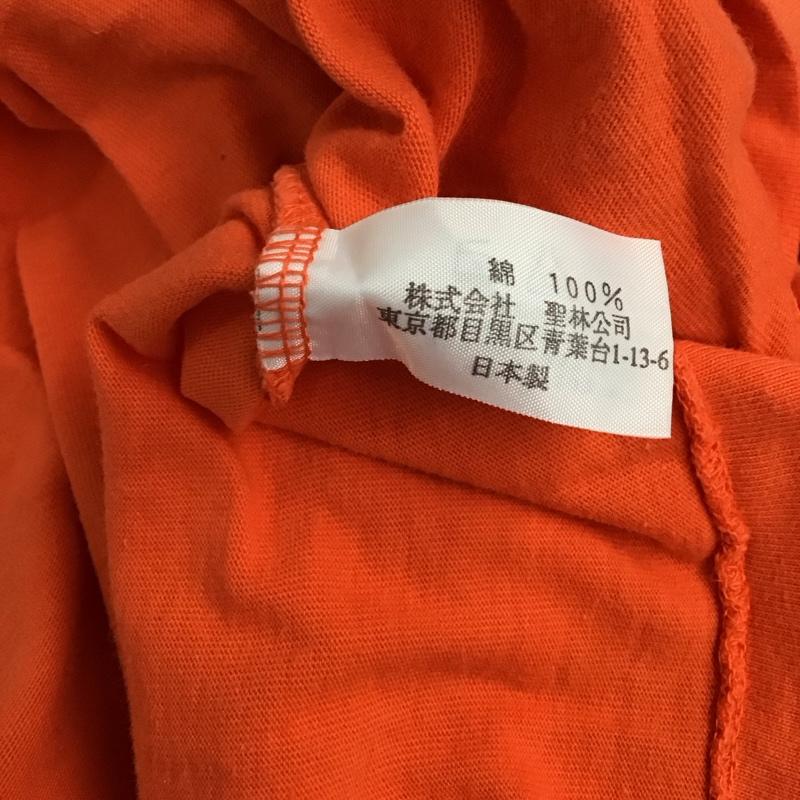 綿 100%
株式会社 聖林公司
東京都目黒区青葉台1-13-6
日本製